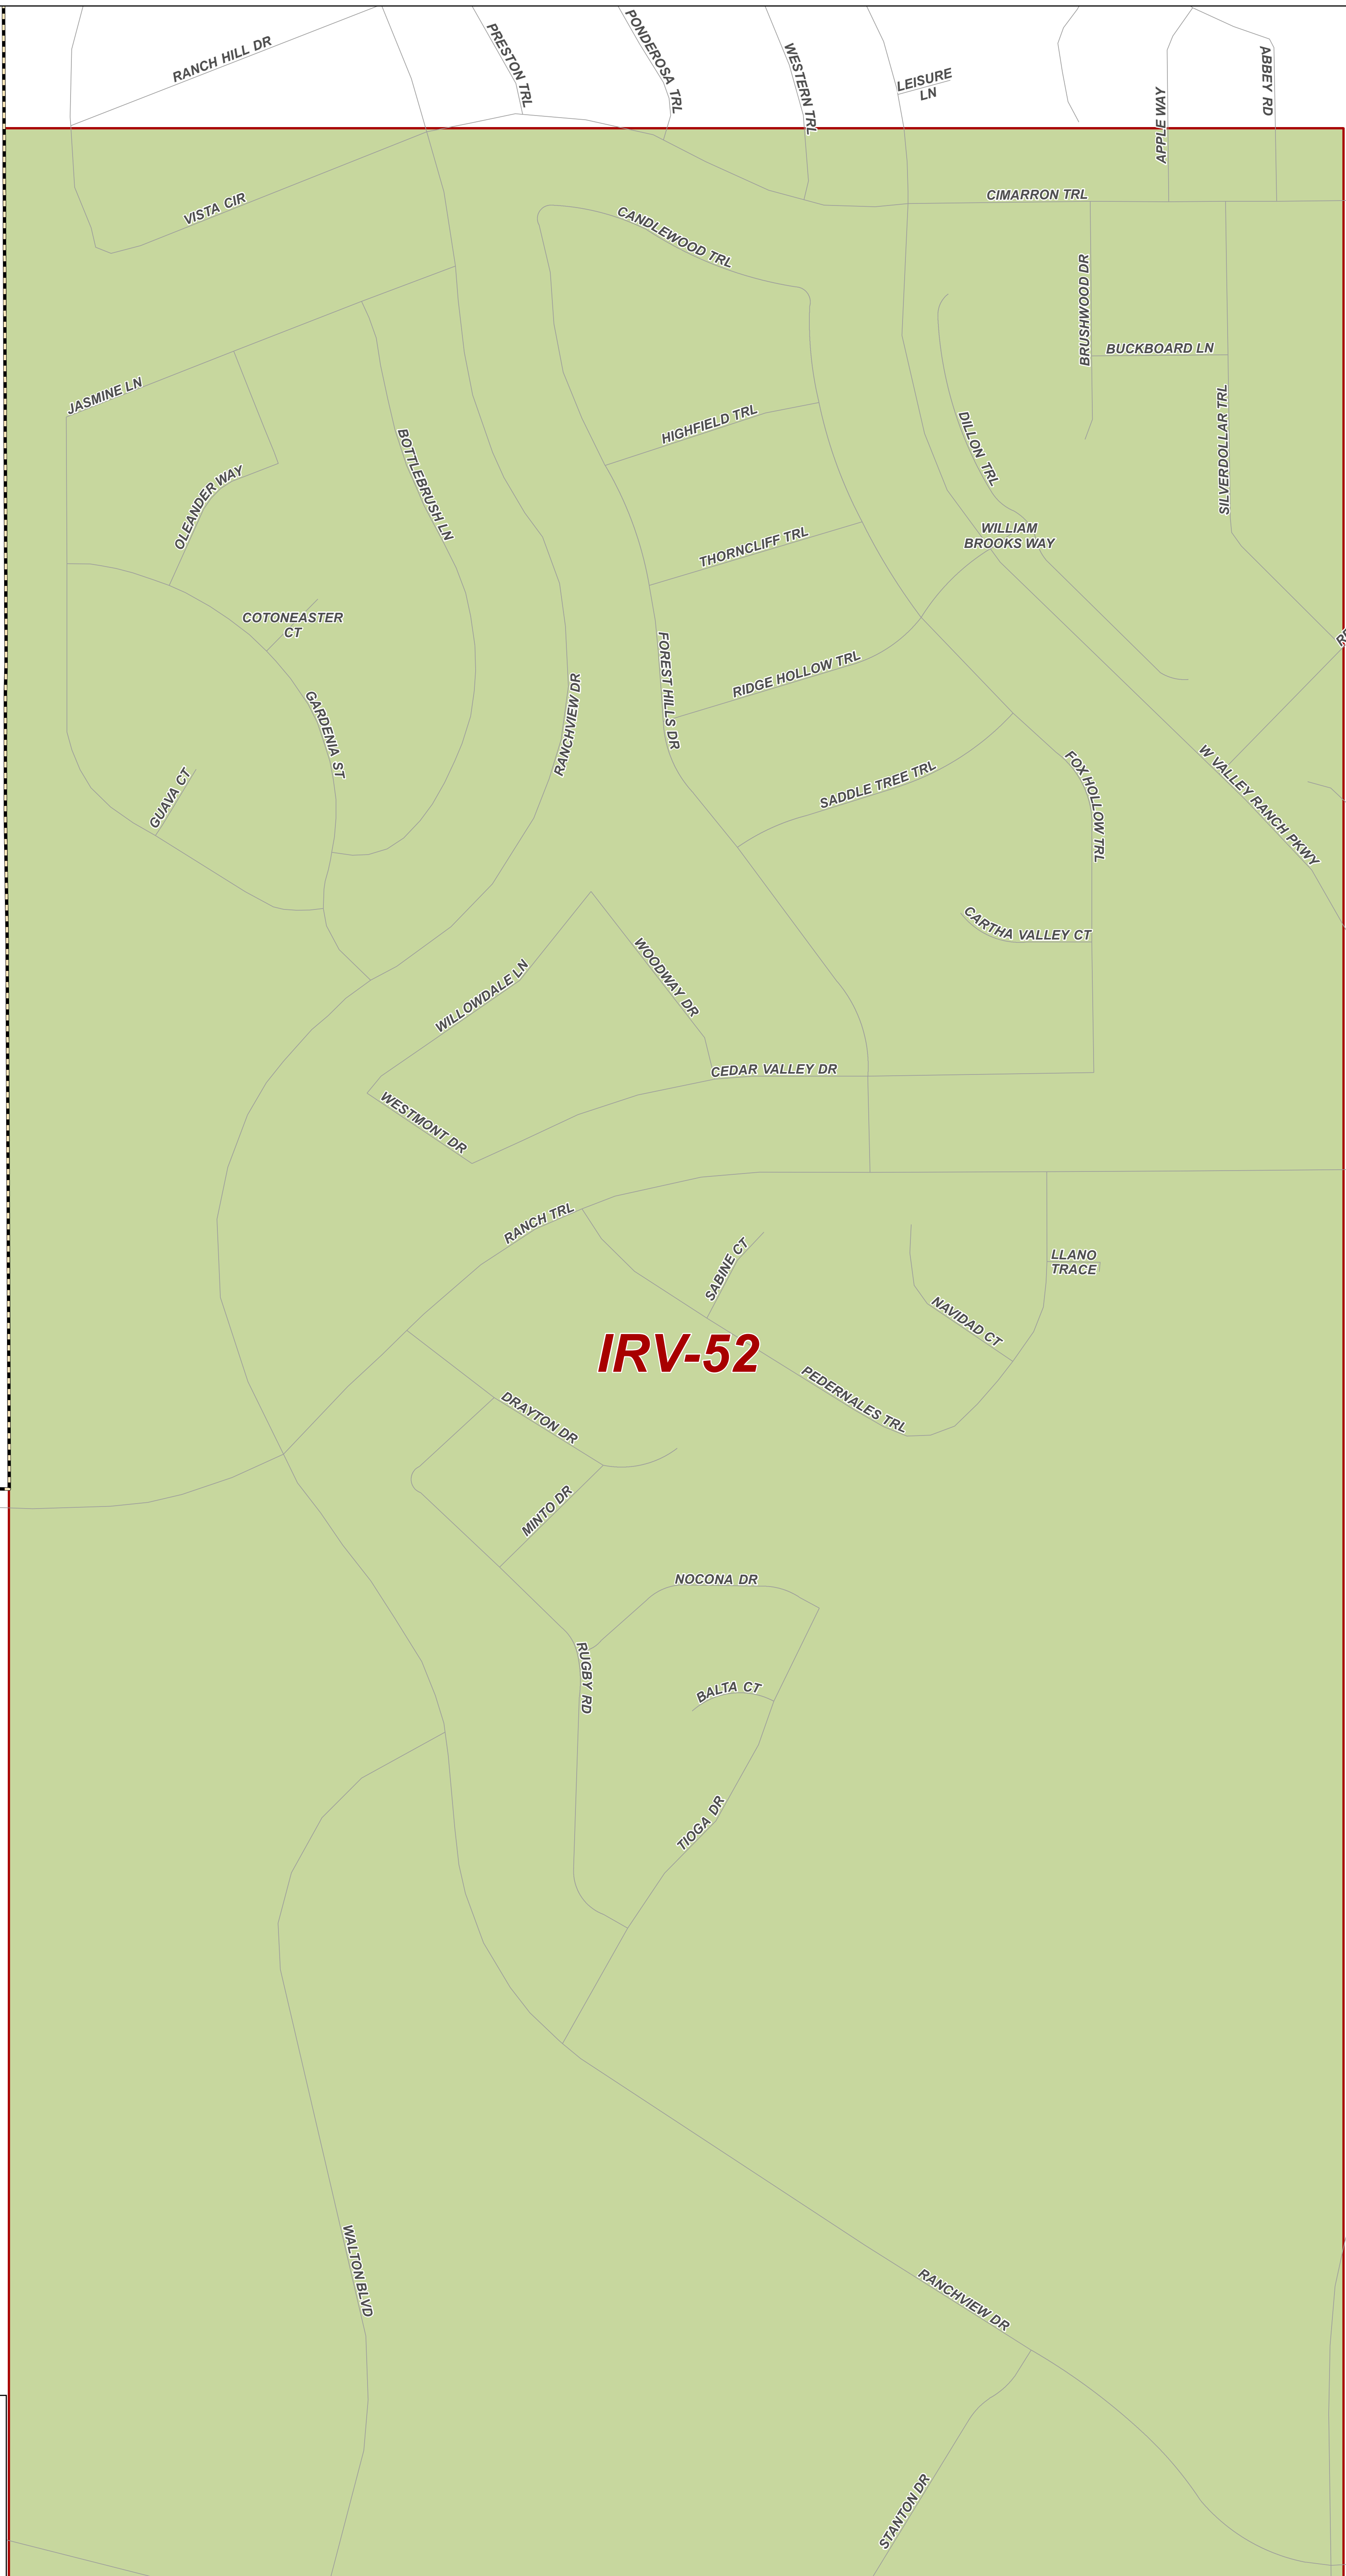 RANCH HILL DR
PRESTON TRL
PONDEROSA TRL
WESTERN TRL
LEISURE
LN
APPLE WAY
ABBEY RD
VISTA CIR
CIMARRON TRL
CANDLEWOOD TRL
BRUSHWOOD DR
BUCKBOARD LN
JASMINE LN
HIGHFIELD TRL
DILLON TRL
SILVERDOLLAR TRL
BOTTLEBRUSH LN
OLEANDER WAY
THORNCLIFF TRL
WILLIAM
BROOKS WAY
COTONEASTER
CT
FOREST HILLS DR
RIDGE HOLLOW TRL
GARDENIA ST
RANCHVIEW DR
GUAVA CT
SADDLE TREE TRL
FOX HOLLOW TRL
W VALLEY RANCH PKWY
CARTHA VALLEY CT
WILLOWDALE LN
WOODWAY DR
CEDAR VALLEY DR
WESTMONT DR
RANCH TRL
SABINE CT
LLANO
TRACE
NAVIDAD CT
IRV-52
PEDERNALES TRL
DRAYTON DR
MINTO DR
NOCONA DR
RUGBY RD
BALTA CT
TIOGA DR
WALTON BLVD
RANCHVIEW DR
STANTON DR